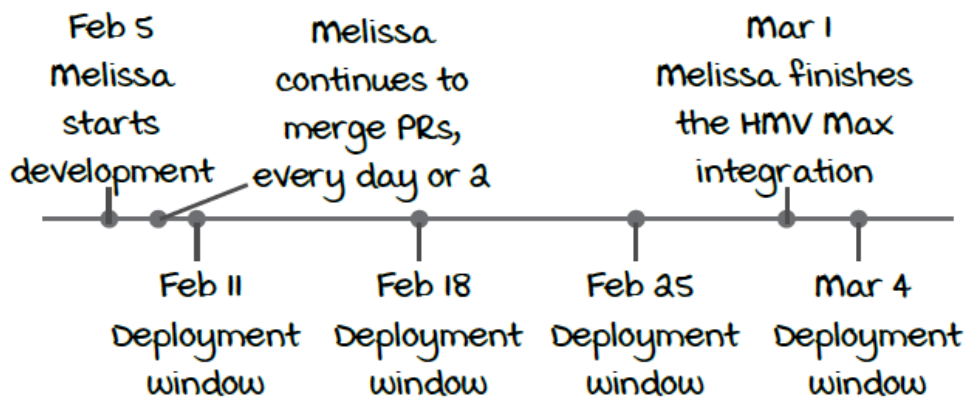 Feb 5
Melissa
starts
development
Melissa
continues to
merge PRs,
every day or 2
Mar 1
Melissa finishes
the HMV Max
integration
Feb 11
Deployment
window
Feb 18
Deployment
window
Feb 25
Deployment
window
Mar 4
Deployment
window